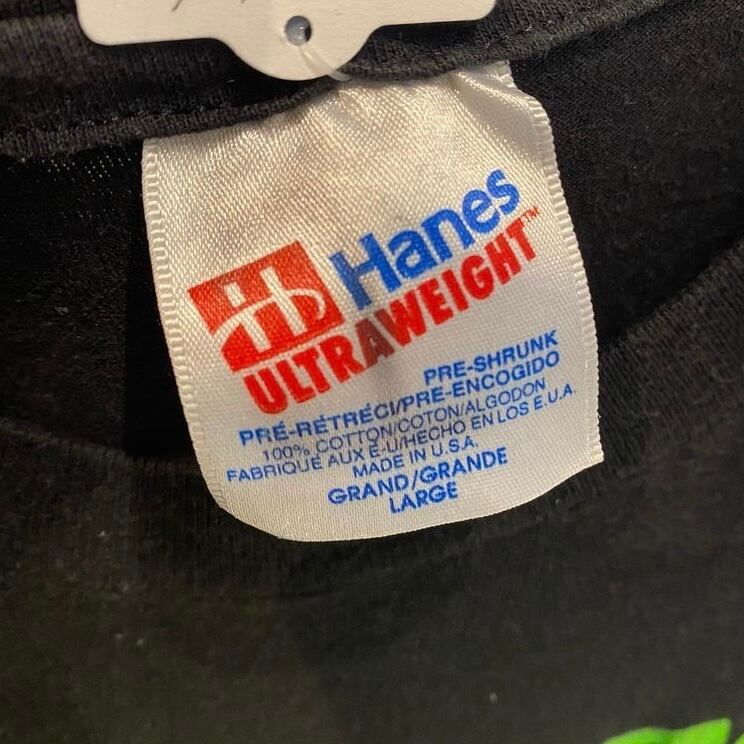 Hanes
ULTRAWEIGHT™
PRE-SHRUNK
PRÉ-RÉTRÉCI/PRE-ENCOGIDO
100% COTTON/COTON/ALGODON
FABRIQUÉ AUX É-U/HECHO EN LOS E.U.A.
MADE IN U.S.A.
GRAND/GRANDE
LARGE